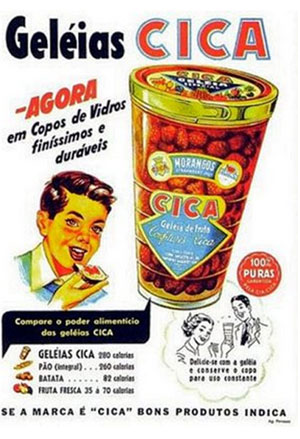 Geléias CICA
-AGORA
em Copos de Vidros
finíssimos e
duráveis
CICA
MORANGOS
CICA
Geleia de fruta
100%
PURAS
Compare o poder alimentício
das geléias CICA
GELÉIAS CICA 280 calorias
PÃO (integral)....260 calorias
BATATA ...... 82 calorias
FRUTA FRESCA 35 à 70 calorias
Delicie-se com a geléia
e conserve o copo
para uso constante
SE A MARCA É "CICA" BONS PRODUTOS INDICA